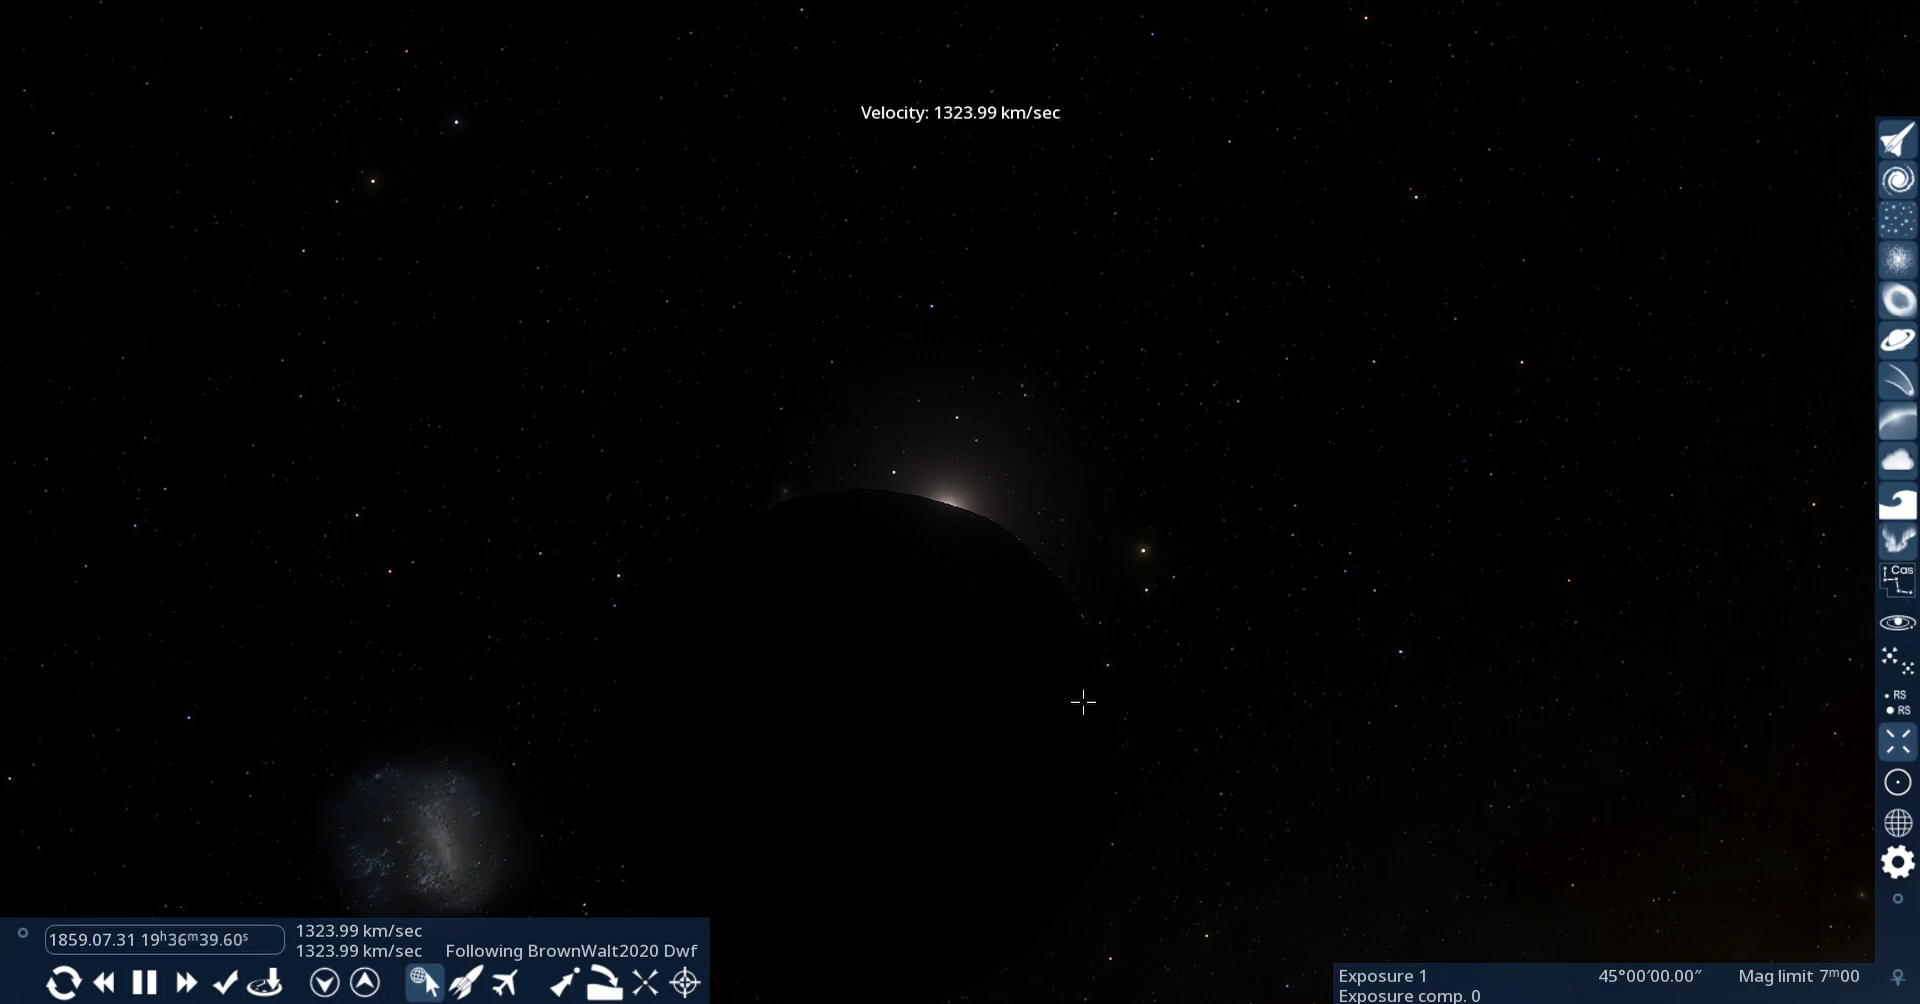 Velocity: 1323.99 km/sec
Cas
RS
RS
1859.07.31 19ʰ36ᵐ39.60ˢ
1323.99 km/sec
1323.99 km/sec
Following BrownWalt2020 Dwf
Exposure 1
45°00′00.00″
Mag limit 7ᵐ00
Exposure comp. 0